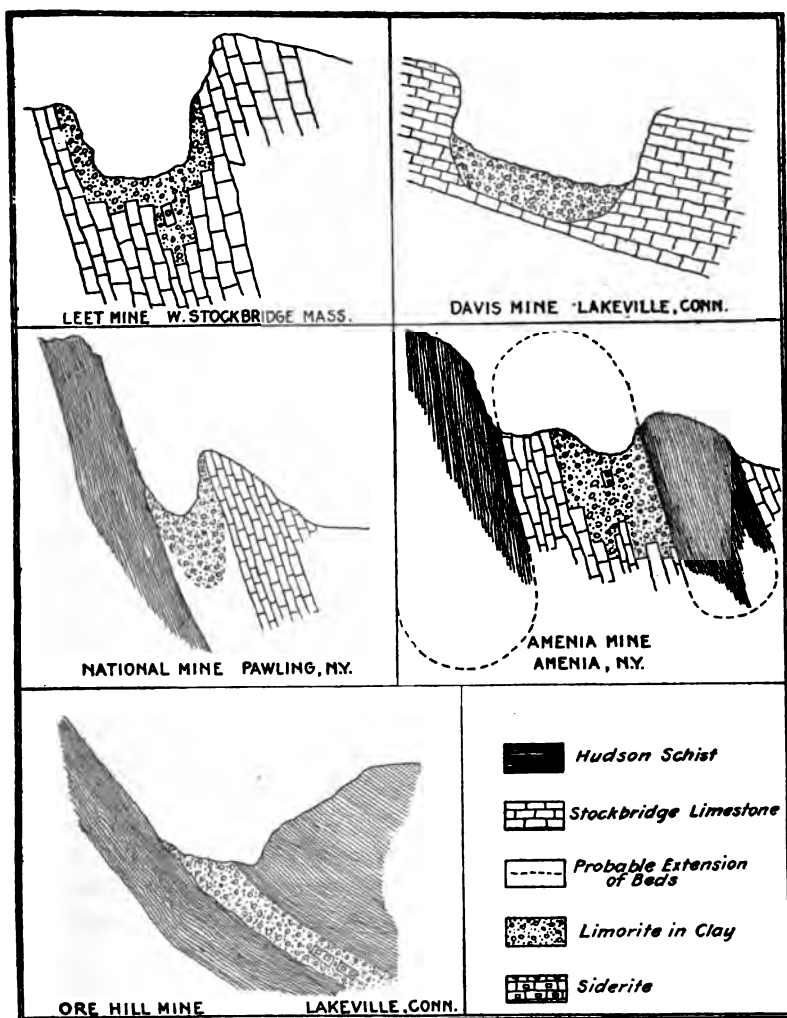 LEET MINE W. STOCKBRIDGE MASS.
DAVIS MINE LAKEVILLE, CONN.
NATIONAL MINE PAWLING, N.Y.
AMENIA MINE
AMENIA, N.Y.
ORE HILL MINE LAKEVILLE, CONN.
Hudson Schist
Stockbridge Limestone
Probable Extension
of Beds
Limorite in Clay
Siderite